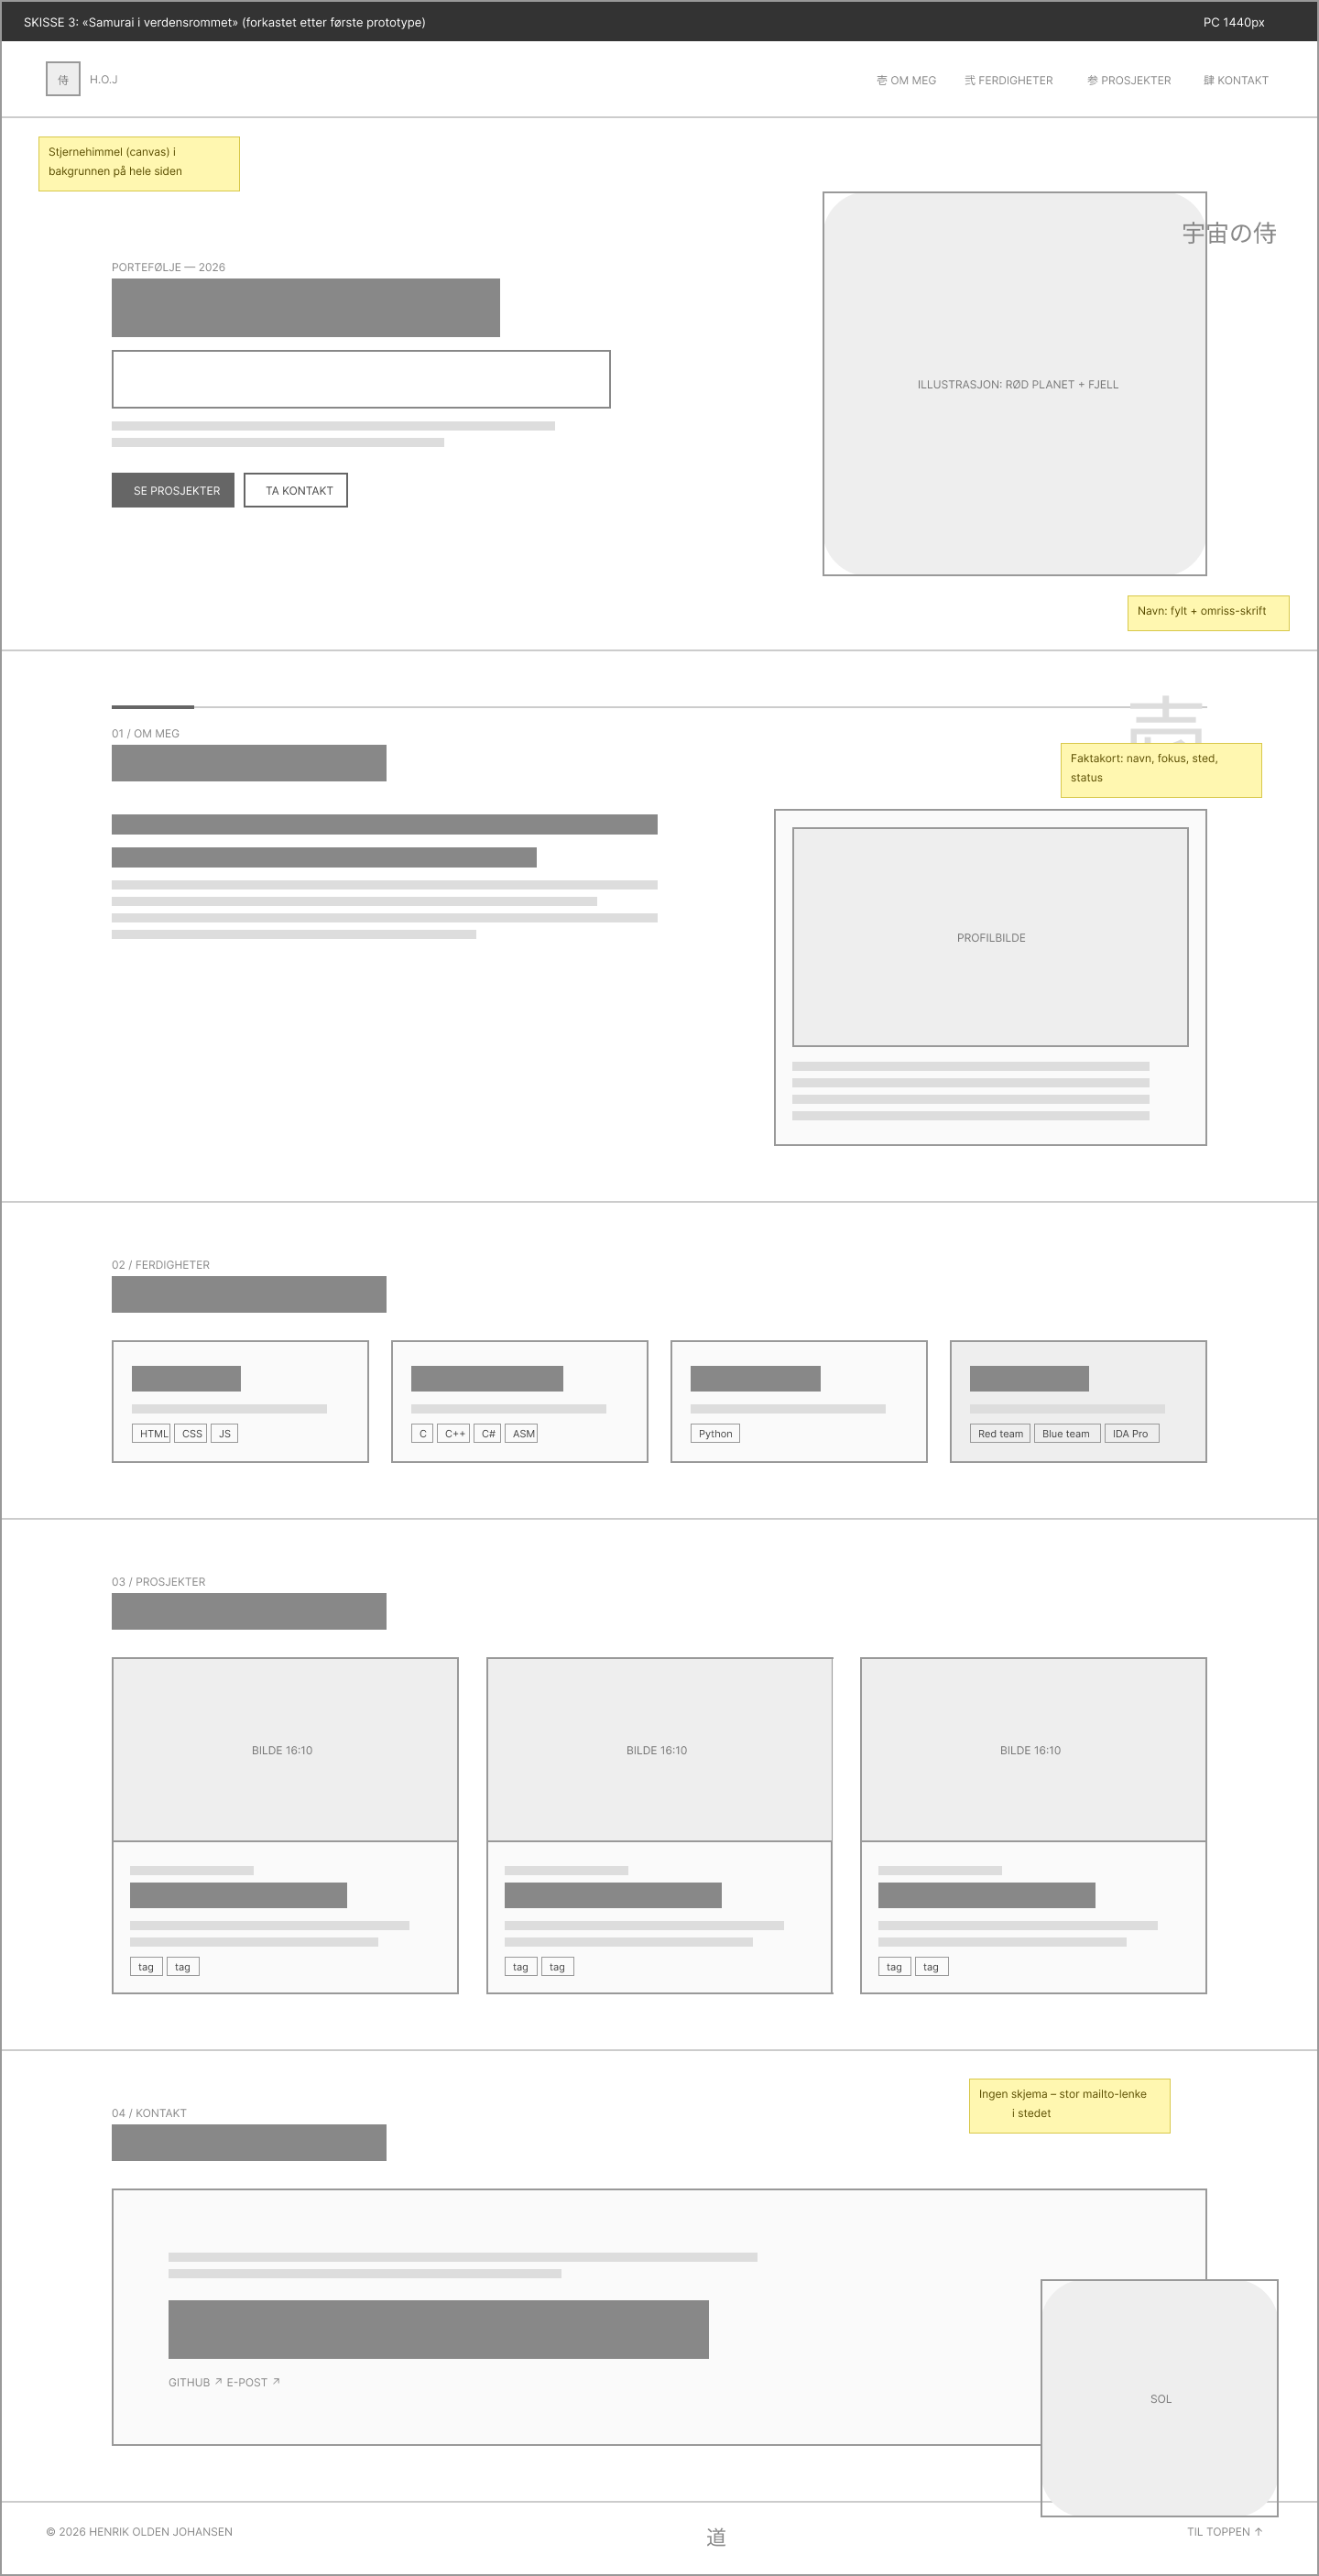 SKISSE 3: «Samurai i verdensrommet» (forkastet etter første prototype)
PC 1440px
侍
H.O.J
壱 OM MEG
弐 FERDIGHETER
参 PROSJEKTER
肆 KONTAKT
Stjernehimmel (canvas) i
bakgrunnen på hele siden
宇宙の侍
PORTEFØLJE — 2026
ILLUSTRASJON: RØD PLANET + FJELL
SE PROSJEKTER
TA KONTAKT
Navn: fylt + omriss-skrift
01 / OM MEG
Faktakort: navn, fokus, sted,
status
PROFILBILDE
02 / FERDIGHETER
HTML
CSS
JS
C
C++
C#
ASM
Python
Red team
Blue team
IDA Pro
03 / PROSJEKTER
BILDE 16:10
BILDE 16:10
BILDE 16:10
tag
tag
tag
tag
tag
tag
Ingen skjema – stor mailto-lenke
i stedet
04 / KONTAKT
GITHUB ↗ E-POST ↗
SOL
© 2026 HENRIK OLDEN JOHANSEN
道
TIL TOPPEN ↑